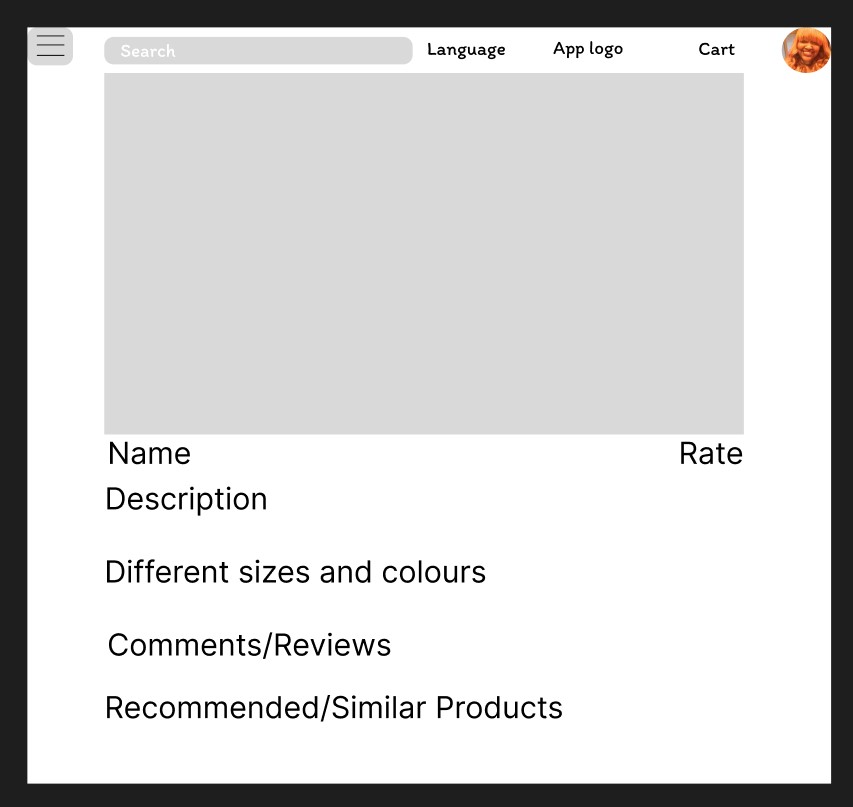 Search Language App logo Cart
Name Rate
Description
Different sizes and colours
Comments/Reviews
Recommended/Similar Products